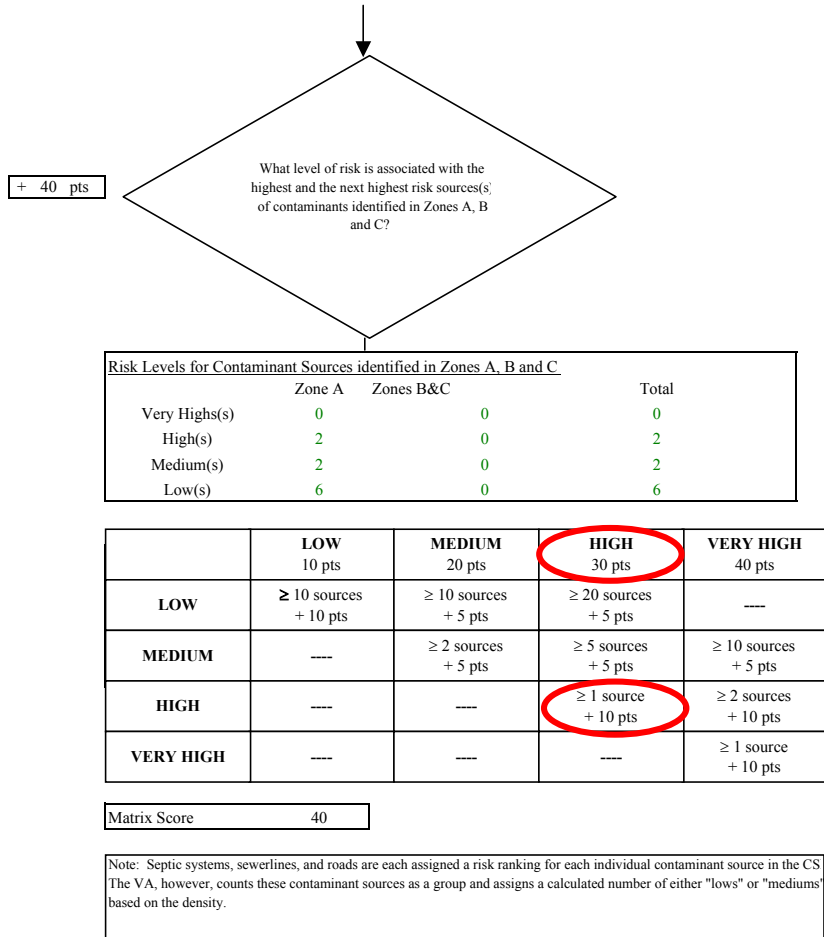 What level of risk is associated with the
+ 40 pts
highest and the next highest risk sources(s)
of contaminants identified in Zones A, B
and C?
Risk Levels for Contaminant Sources identified in Zones A, B and C
Zone A Zones B&C Total
Very Highs(s) 0 0 0
High(s) 2 0 2
Medium(s) 2 0 2
Low(s) 6 0 6
LOW MEDIUM HIGH VERY HIGH
10 pts 20 pts 30 pts 40 pts
LOW ≥ 10 sources ≥ 10 sources ≥ 20 sources ----
+ 10 pts + 5 pts + 5 pts
MEDIUM ---- ≥ 2 sources ≥ 5 sources ≥ 10 sources
+ 5 pts + 5 pts + 5 pts
HIGH ---- ---- ≥ 1 source ≥ 2 sources
+ 10 pts + 10 pts
VERY HIGH ---- ---- ---- ≥ 1 source
+ 10 pts
Matrix Score 40
Note: Septic systems, sewerlines, and roads are each assigned a risk ranking for each individual contaminant source in the CS
The VA, however, counts these contaminant sources as a group and assigns a calculated number of either "lows" or "mediums"
based on the density.